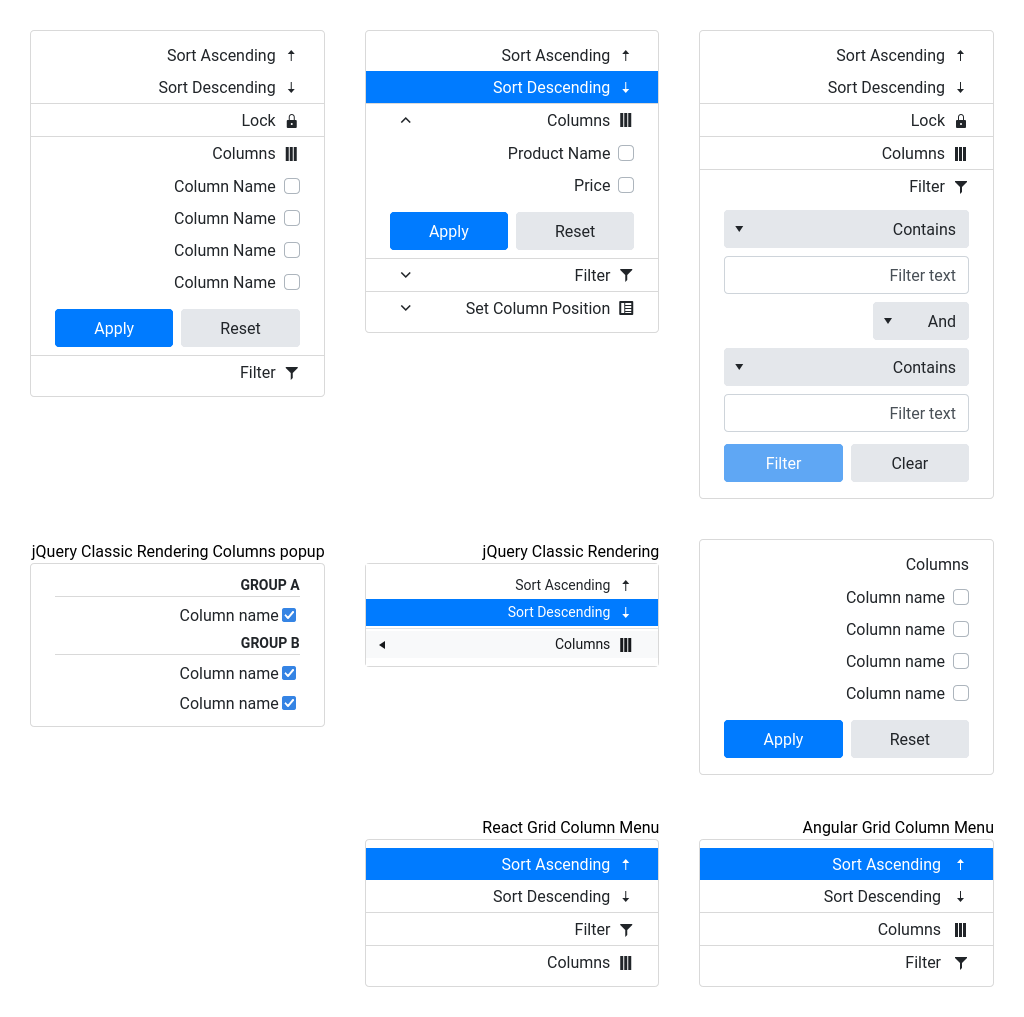 Sort Ascending
Sort Descending
Lock
Columns
Column Name
Column Name
Column Name
Column Name
Apply Reset
Filter
Sort Ascending
Sort Descending
Columns
Product Name
Price
Apply Reset
Filter
Set Column Position
Sort Ascending
Sort Descending
Lock
Columns
Filter
Contains
Filter text
And
Contains
Filter text
Filter Clear
jQuery Classic Rendering Columns popup
GROUP A
Column name
GROUP B
Column name
Column name
jQuery Classic Rendering
Sort Ascending
Sort Descending
Columns
Columns
Column name
Column name
Column name
Column name
Apply Reset
React Grid Column Menu
Sort Ascending
Sort Descending
Filter
Columns
Angular Grid Column Menu
Sort Ascending
Sort Descending
Columns
Filter